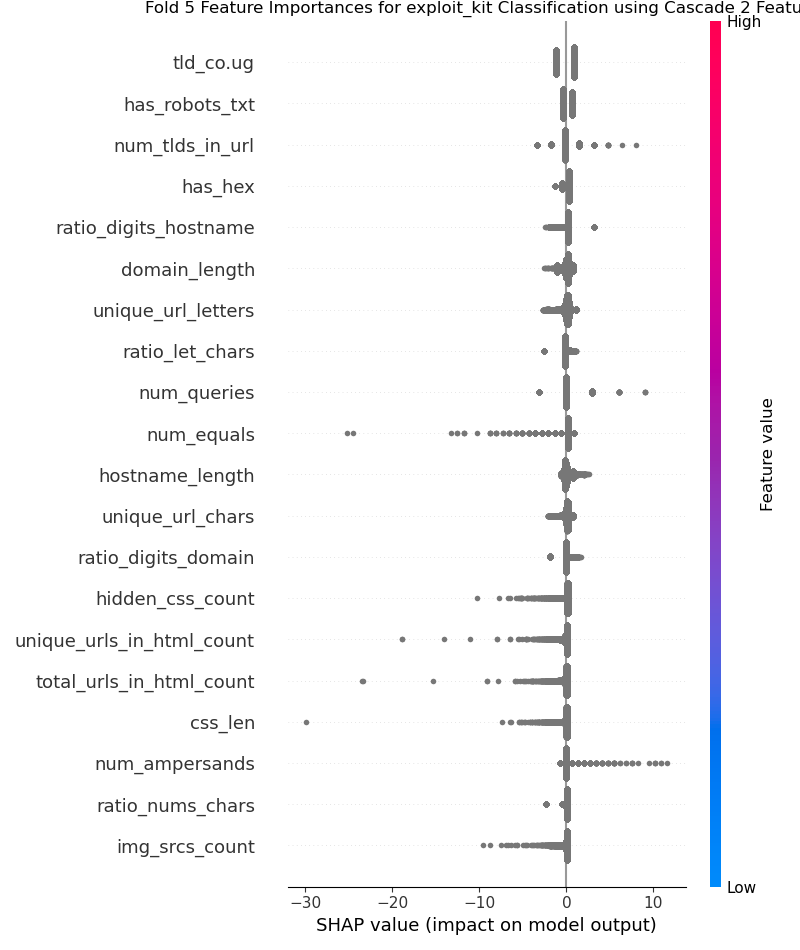 Fold 5 Feature Importances for exploit_kit Classification using Cascade 2 Featu
High
tld_co.ug
has_robots_txt
num_tlds_in_url
has_hex
ratio_digits_hostname
domain_length
unique_url_letters
ratio_let_chars
num_queries
num_equals
hostname_length
unique_url_chars
ratio_digits_domain
hidden_css_count
unique_urls_in_html_count
total_urls_in_html_count
css_len
num_ampersands
ratio_nums_chars
img_srcs_count
Feature value
Low
−30 −20 −10 0 10
SHAP value (impact on model output)